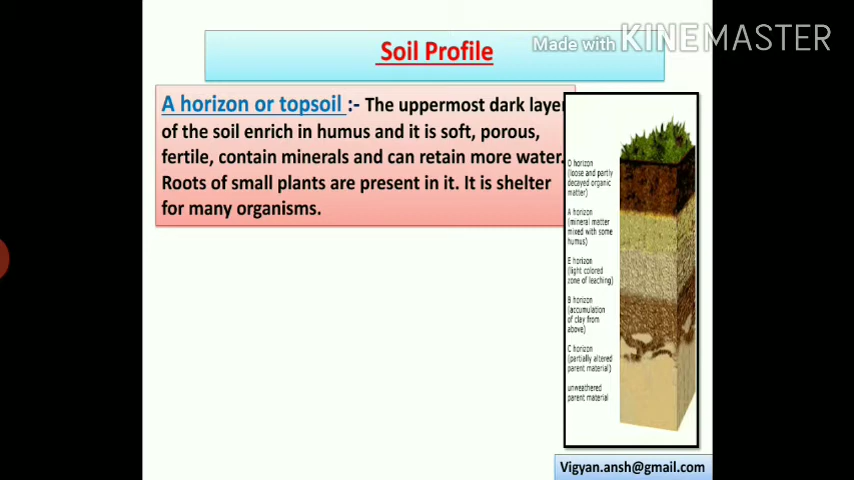 Soil Profile
Made with KINEMASTER
A horizon or topsoil :- The uppermost dark layer
of the soil enrich in humus and it is soft, porous,
fertile, contain minerals and can retain more water.
Roots of small plants are present in it. It is shelter
for many organisms.
O horizon
(loose and partly
decayed organic
matter)
A horizon
(mineral matter
mixed with some
humus)
E horizon
(light colored
zone of leaching)
B horizon
(accumulation
of clay from
above)
C horizon
(partially altered
parent material)
unweathered
parent material
Vigyan.ansh@gmail.com